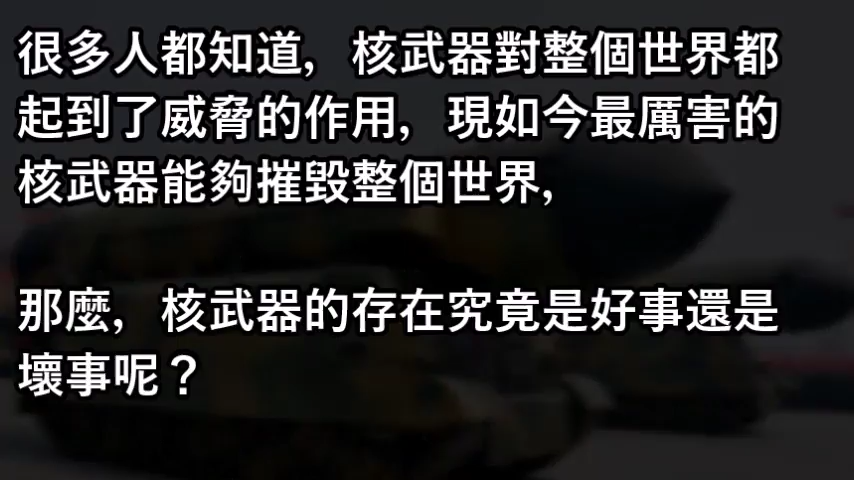 很多人都知道，核武器對整個世界都
起到了威脅的作用，現如今最厲害的
核武器能夠摧毀整個世界，
那麼，核武器的存在究竟是好事還是
壞事呢？